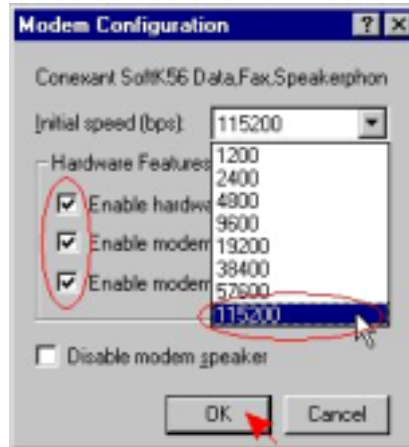 Modem Configuration
Conexant SoftK56 Data,Fax,Speakerphon
Initial speed (bps): 115200
1200
Hardware Features
2400
Enable hardwa 4800
9600
Enable modem 19200
38400
Enable modem 57600
115200
Disable modem speaker
OK Cancel